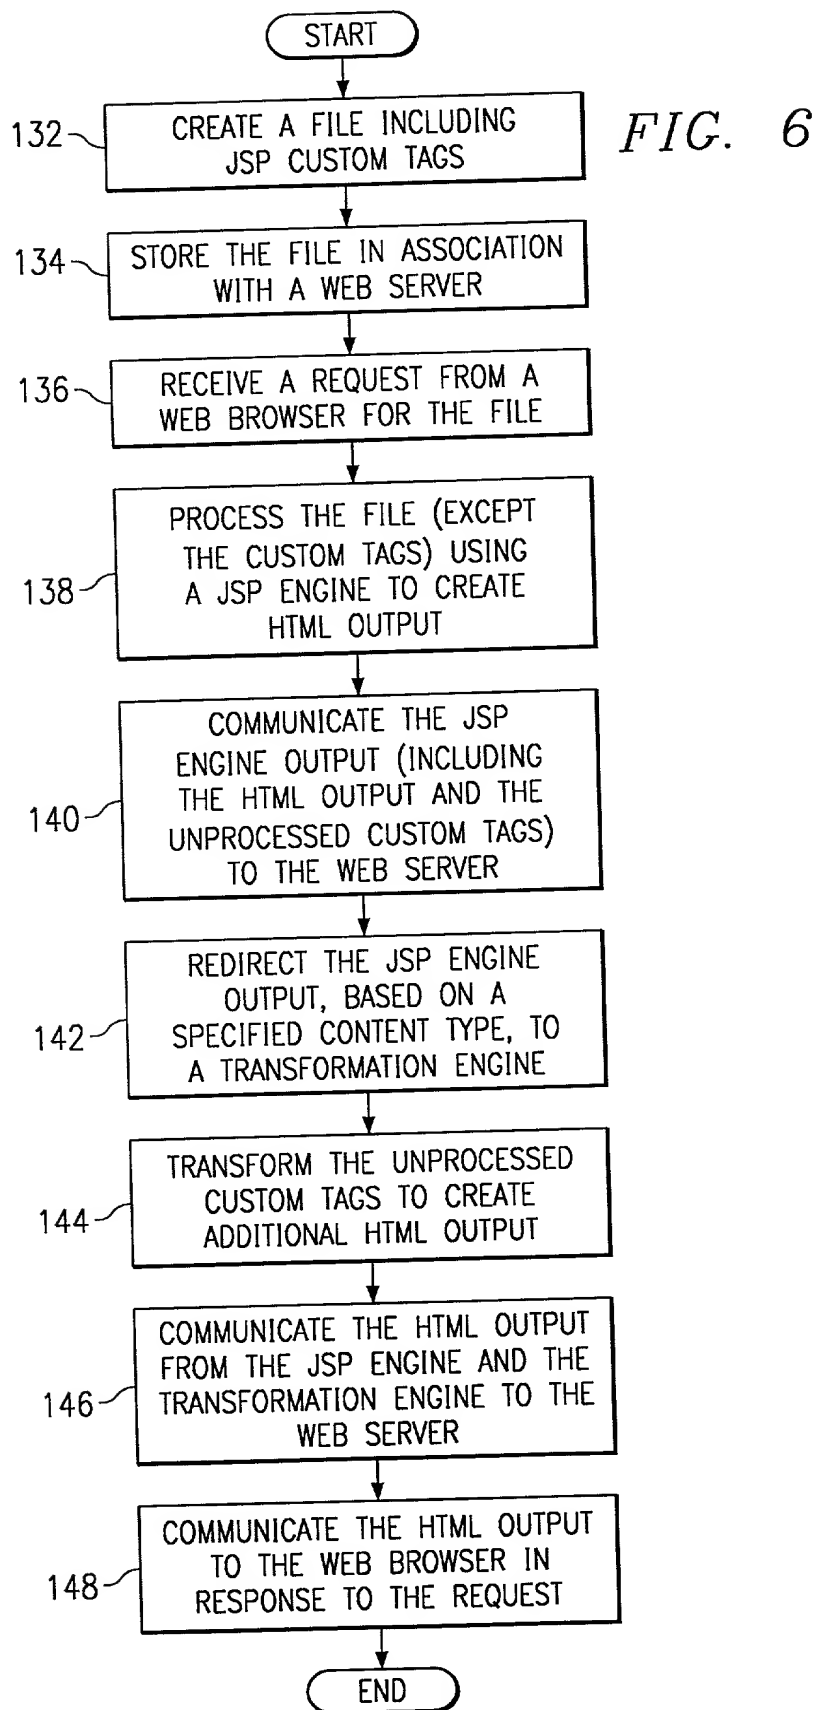 START
FIG. 6
132
CREATE A FILE INCLUDING
JSP CUSTOM TAGS
134
STORE THE FILE IN ASSOCIATION
WITH A WEB SERVER
136
RECEIVE A REQUEST FROM A
WEB BROWSER FOR THE FILE
138
PROCESS THE FILE (EXCEPT
THE CUSTOM TAGS) USING
A JSP ENGINE TO CREATE
HTML OUTPUT
140
COMMUNICATE THE JSP
ENGINE OUTPUT (INCLUDING
THE HTML OUTPUT AND THE
UNPROCESSED CUSTOM TAGS)
TO THE WEB SERVER
142
REDIRECT THE JSP ENGINE
OUTPUT, BASED ON A
SPECIFIED CONTENT TYPE, TO
A TRANSFORMATION ENGINE
144
TRANSFORM THE UNPROCESSED
CUSTOM TAGS TO CREATE
ADDITIONAL HTML OUTPUT
146
COMMUNICATE THE HTML OUTPUT
FROM THE JSP ENGINE AND THE
TRANSFORMATION ENGINE TO THE
WEB SERVER
148
COMMUNICATE THE HTML OUTPUT
TO THE WEB BROWSER IN
RESPONSE TO THE REQUEST
END